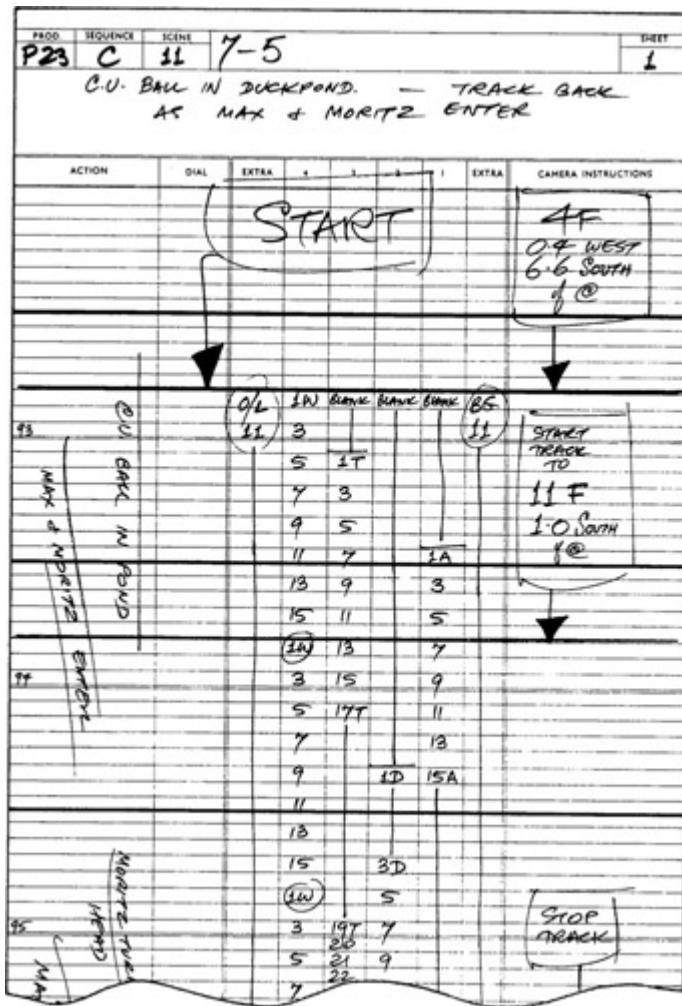 PROD. SEQUENCE SCENE SHEET
P23 C 11 7-5 1
C.U. BALL IN DUCKPOND. — TRACK BACK
AS MAX & MORITZ ENTER
ACTION DIAL EXTRA 4 3 2 1 EXTRA CAMERA INSTRUCTIONS
START
4F
0.4 WEST
6.6 SOUTH
of @
O/L 1W BLANK BLANK BLANK BG
93 11 3 11 START
5 1T TRACK
TO
7 3 11 F
9 5 1.0 SOUTH
11 7 1A of @
13 9 3
15 11 5
1W 13 7
94 3 15 9
5 17T 11
7 13
9 1D 15A
11
13
15 3D
1W 5
95 3 19T 7 STOP
20 TRACK
5 21 9
22
7
C.U. BALL IN POND
MAX & MORITZ ENTER
MORITZ TUR
HEAD
MA